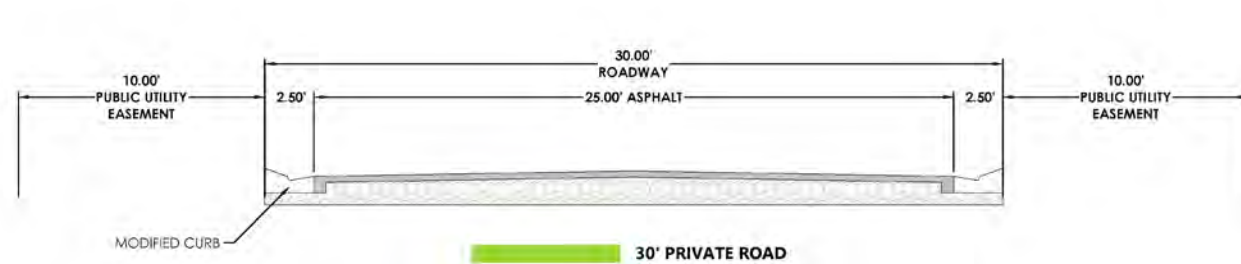 30.00'
ROADWAY
10.00'
PUBLIC UTILITY
EASEMENT
2.50'
25.00' ASPHALT
2.50'
10.00'
PUBLIC UTILITY
EASEMENT
MODIFIED CURB
30' PRIVATE ROAD